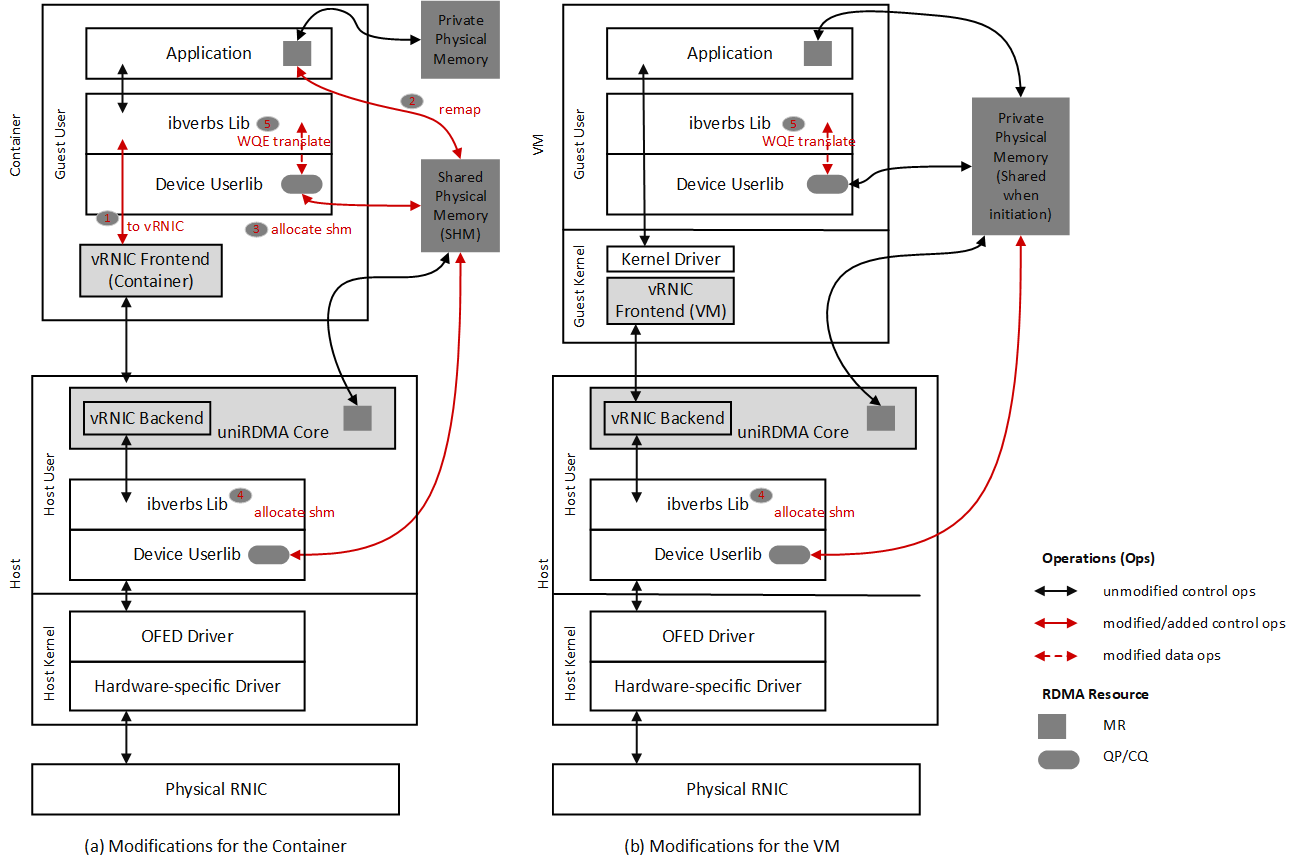 Container
Guest User
Application
Private
Physical
Memory
2
remap
ibverbs Lib
5
WQE translate
Device Userlib
Shared
Physical
Memory
(SHM)
1
to vRNIC
3
allocate shm
vRNIC Frontend
(Container)
Host
Host User
vRNIC Backend
uniRDMA Core
ibverbs Lib
4
allocate shm
Device Userlib
Host Kernel
OFED Driver
Hardware-specific Driver
Physical RNIC
(a) Modifications for the Container
VM
Guest User
Application
ibverbs Lib
5
WQE translate
Device Userlib
Private
Physical
Memory
(Shared
when
initiation)
Guest Kernel
Kernel Driver
vRNIC
Frontend (VM)
Host
Host User
vRNIC Backend
uniRDMA Core
ibverbs Lib
4
allocate shm
Device Userlib
Host Kernel
OFED Driver
Hardware-specific Driver
Physical RNIC
(b) Modifications for the VM
Operations (Ops)
unmodified control ops
modified/added control ops
modified data ops
RDMA Resource
MR
QP/CQ